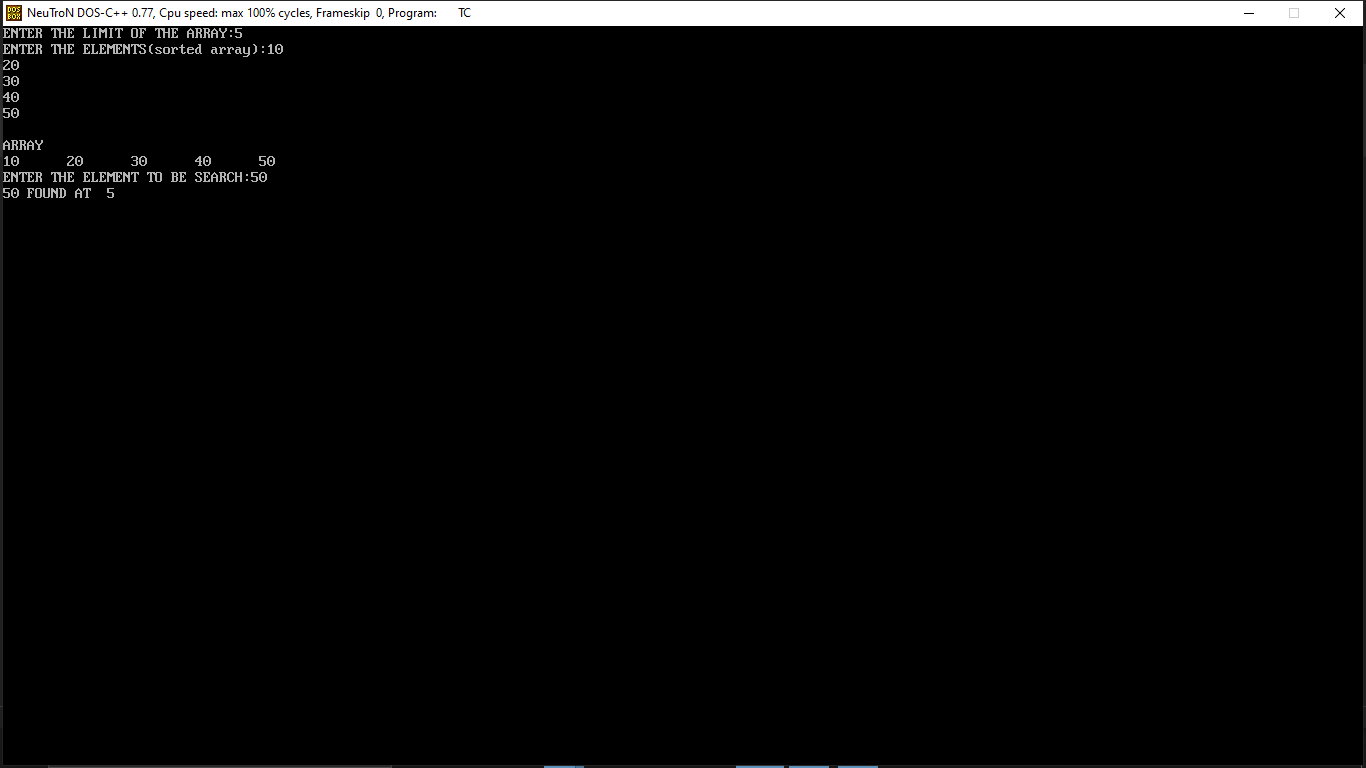 NeuTroN DOS-C++ 0.77, Cpu speed: max 100% cycles, Frameskip 0, Program: TC
ENTER THE LIMIT OF THE ARRAY:5
ENTER THE ELEMENTS(sorted array):10
20
30
40
50
ARRAY
10 20 30 40 50
ENTER THE ELEMENT TO BE SEARCH:50
50 FOUND AT 5